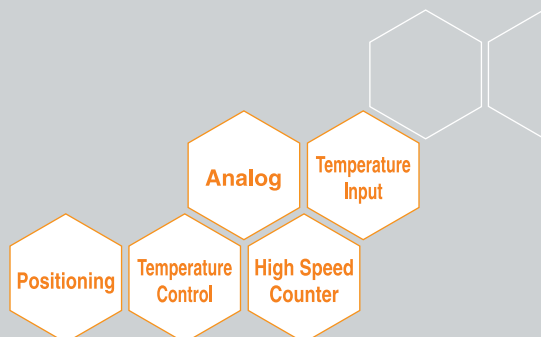 Analog
Temperature
Input
Positioning
Temperature
Control
High Speed
Counter